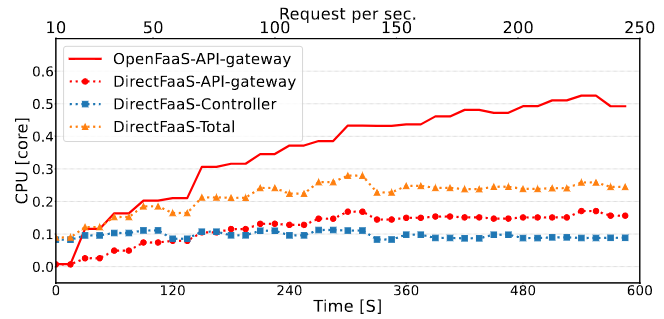 Request per sec.
10 50 100 150 200 250
OpenFaaS-API-gateway
DirectFaaS-API-gateway
DirectFaaS-Controller
DirectFaaS-Total
CPU [core]
0.6
0.5
0.4
0.3
0.2
0.1
0.0
0 120 240 360 480 600
Time [S]